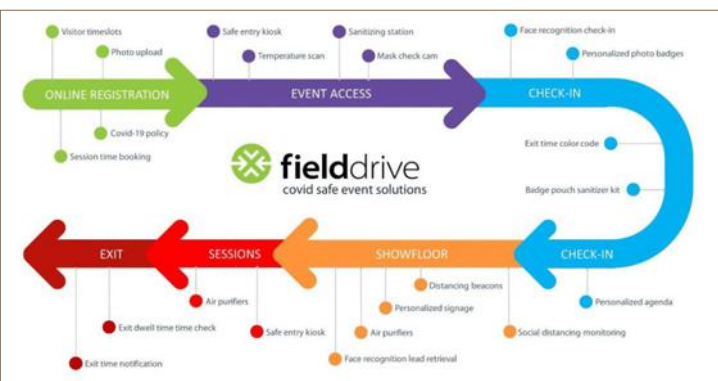 Visitor timeslots
Photo upload
Safe entry kiosk
Temperature scan
Sanitizing station
Mask check cam
Face recognition check-in
Personalized photo badges
ONLINE REGISTRATION
EVENT ACCESS
CHECK-IN
Covid-19 policy
Session time booking
Exit time color code
Badge pouch sanitizer kit
fielddrive
covid safe event solutions
EXIT
SESSIONS
SHOWFLOOR
CHECK-IN
Distancing beacons
Personalized signage
Air purifiers
Face recognition lead retrieval
Personalized agenda
Social distancing monitoring
Air purifiers
Safe entry kiosk
Exit dwell time time check
Exit time notification